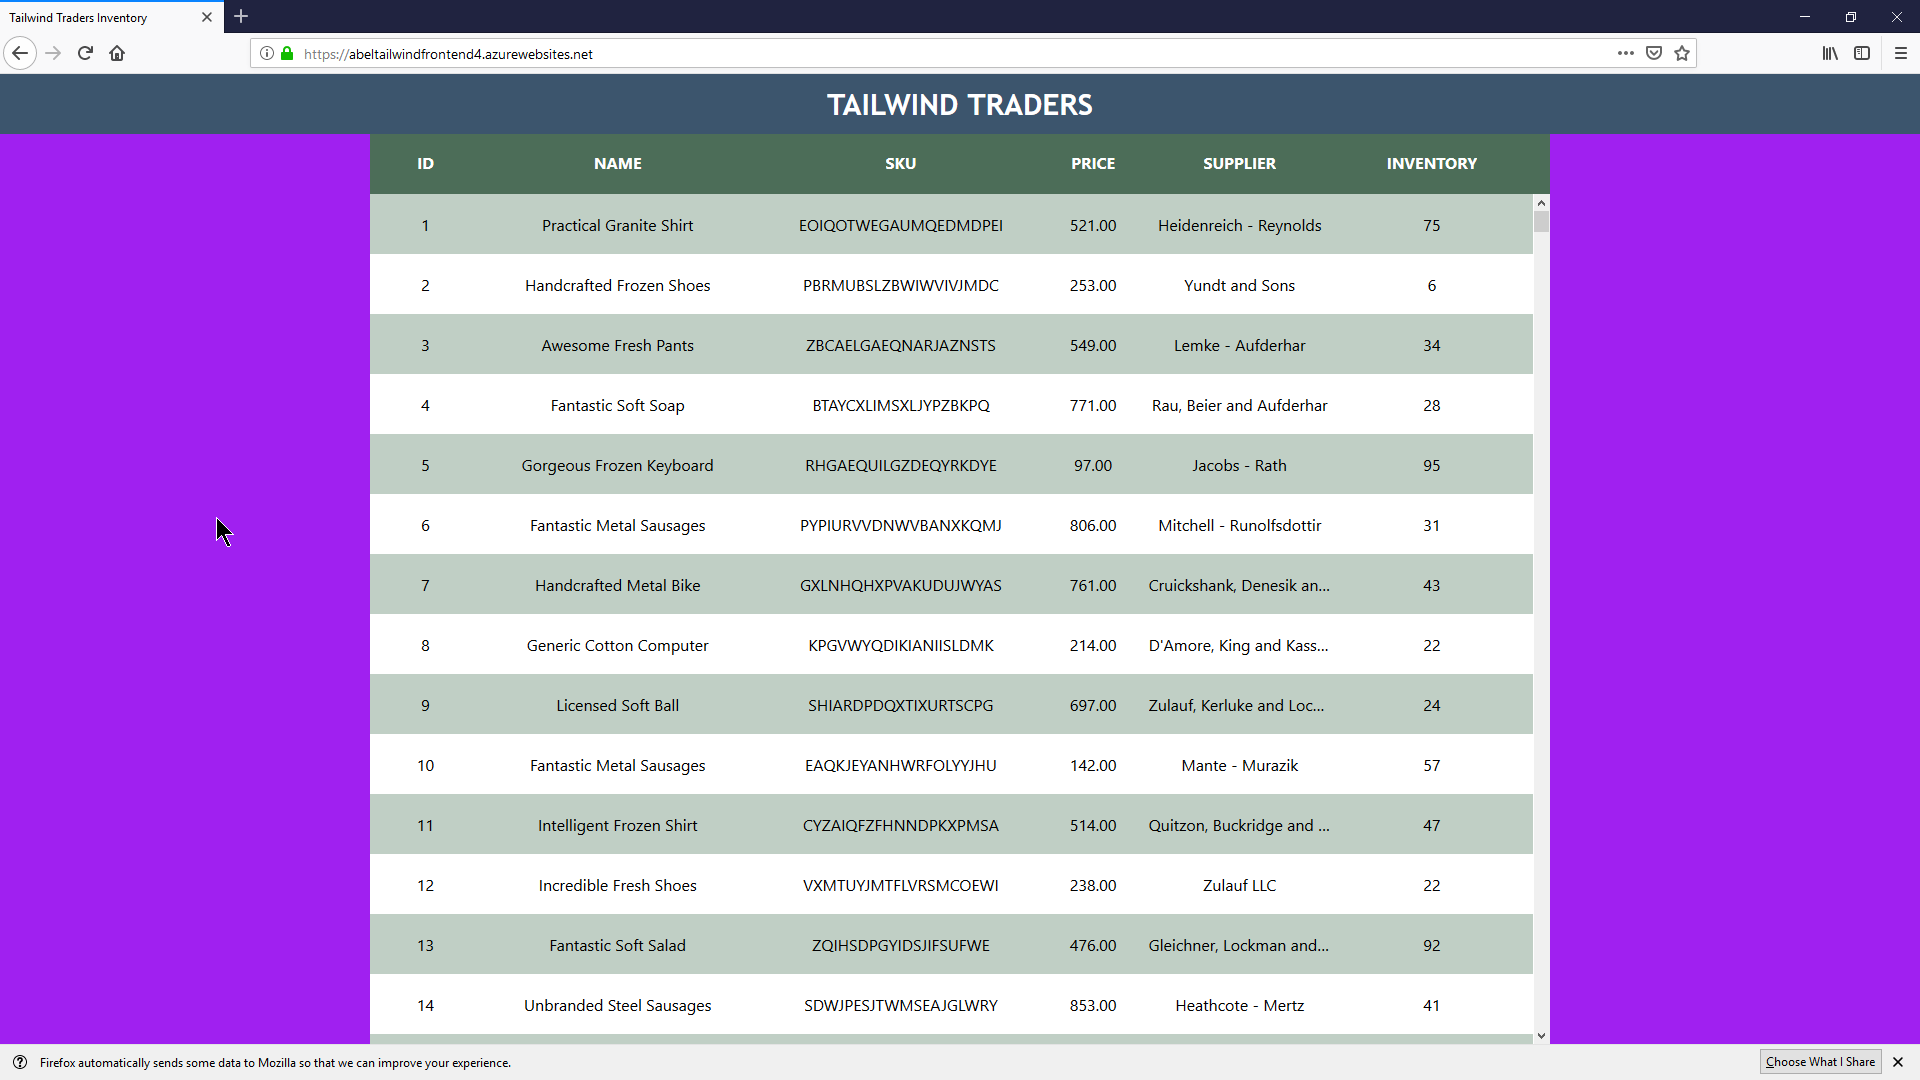 Tailwind Traders Inventory
https://abeltailwindfrontend4.azurewebsites.net
TAILWIND TRADERS
ID NAME SKU PRICE SUPPLIER INVENTORY
1 Practical Granite Shirt EOIQOTWEGAUMQEDMDPEI 521.00 Heidenreich - Reynolds 75
2 Handcrafted Frozen Shoes PBRMUBSLZBWIWVIVJMDC 253.00 Yundt and Sons 6
3 Awesome Fresh Pants ZBCAELGAEQNARJAZNSTS 549.00 Lemke - Aufderhar 34
4 Fantastic Soft Soap BTAYCXLIMSXLJYPZBKPQ 771.00 Rau, Beier and Aufderhar 28
5 Gorgeous Frozen Keyboard RHGAEQUILGZDEQYRKDYE 97.00 Jacobs - Rath 95
6 Fantastic Metal Sausages PYPIURVVDNWVBANXKQMJ 806.00 Mitchell - Runolfsdottir 31
7 Handcrafted Metal Bike GXLNHQHXPVAKUDUJWYAS 761.00 Cruickshank, Denesik an... 43
8 Generic Cotton Computer KPGVWYQDIKIANIISLDMK 214.00 D'Amore, King and Kass... 22
9 Licensed Soft Ball SHIARDPDQXTIXURTSCPG 697.00 Zulauf, Kerluke and Loc... 24
10 Fantastic Metal Sausages EAQKJEYANHWRFOLYYJHU 142.00 Mante - Murazik 57
11 Intelligent Frozen Shirt CYZAIQFZFHNNDPKXPMSA 514.00 Quitzon, Buckridge and ... 47
12 Incredible Fresh Shoes VXMTUYJMTFLVRSMCOEWI 238.00 Zulauf LLC 22
13 Fantastic Soft Salad ZQIHSDPGYIDSJIFSUFWE 476.00 Gleichner, Lockman and... 92
14 Unbranded Steel Sausages SDWJPESJTWMSEAJGLWRY 853.00 Heathcote - Mertz 41
Firefox automatically sends some data to Mozilla so that we can improve your experience.
Choose What I Share